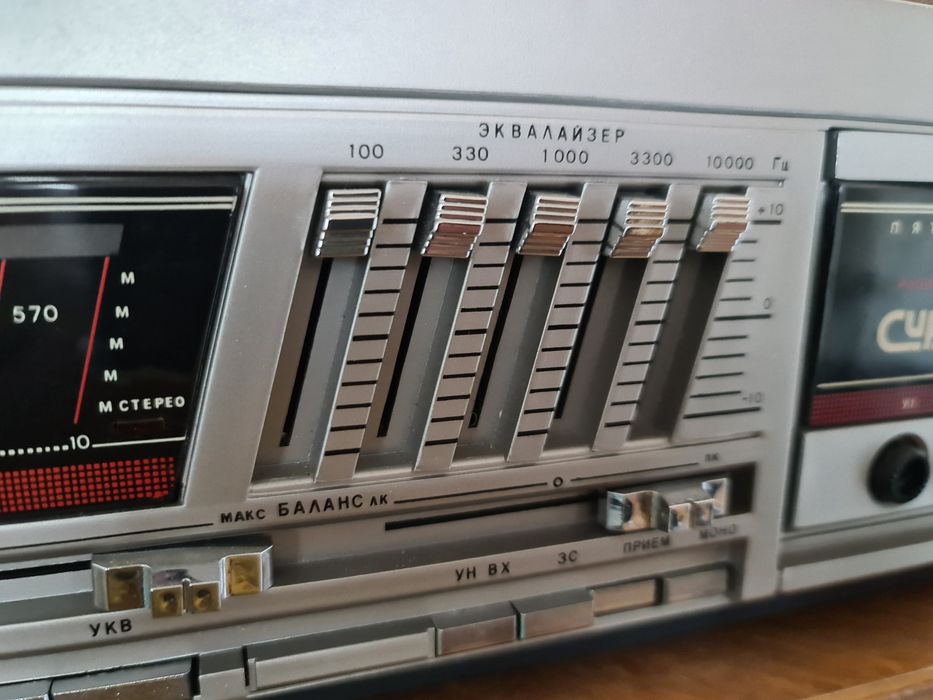 ЭКВАЛАЙЗЕР
100 330 1000 3300 10000 Гц
+10
0
-10
570
М
М
М
М
М СТЕРЕО
10
МАКС БАЛАНС ЛК 0 ПК
УКВ УН ВХ ЗС ПРИЕМ МОНО